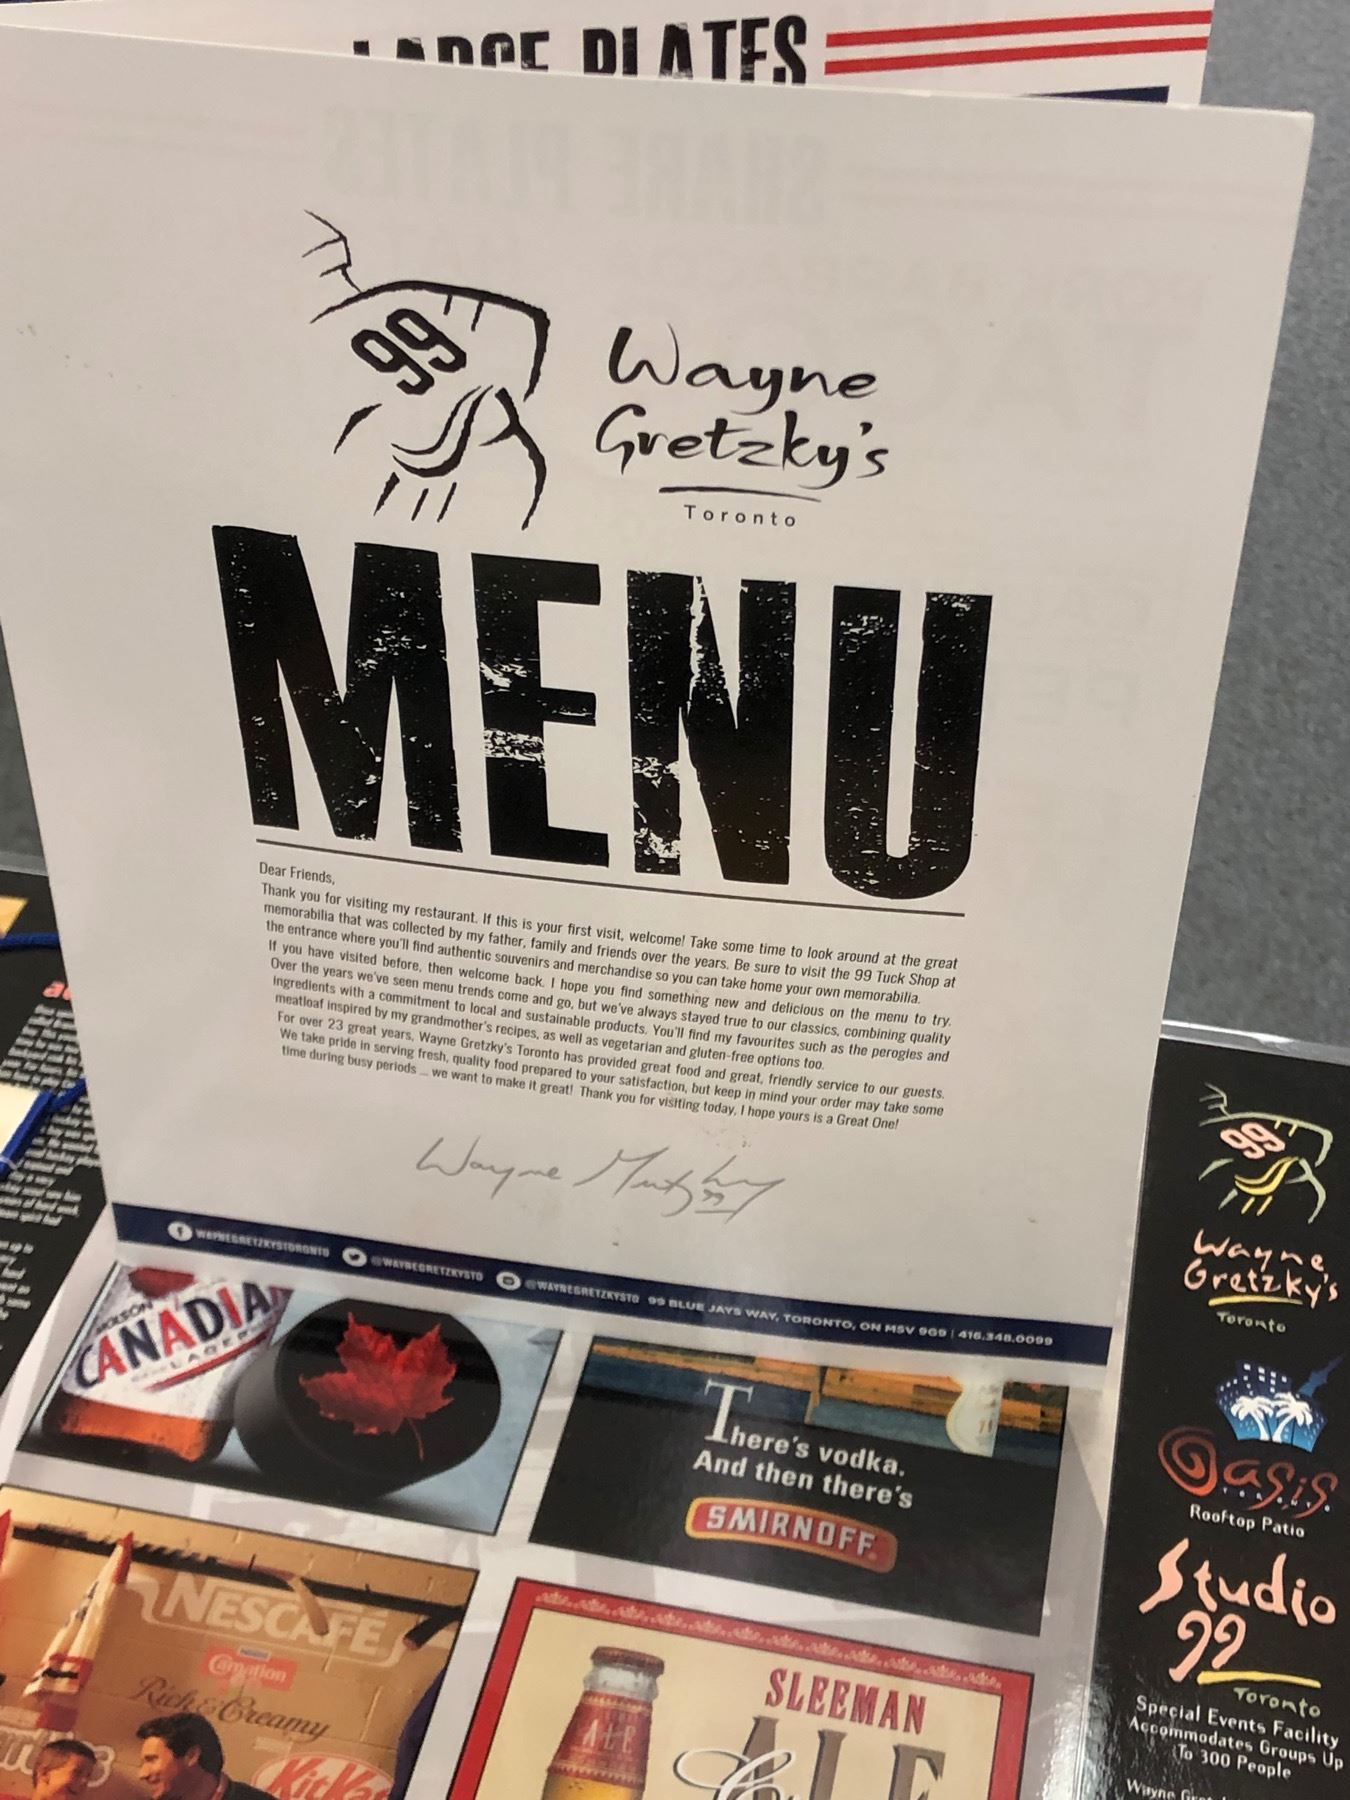 LARGE PLATES
SHARE PLATES
99
Wayne
Gretzky's
Toronto
MENU
Dear Friends,
Thank you for visiting my restaurant. If this is your first visit, welcome! Take some time to look around at the great
memorabilia that was collected by my father, family and friends over the years. Be sure to visit the 99 Tuck Shop at
the entrance where you'll find authentic souvenirs and merchandise so you can take home your own memorabilia.
If you have visited before, then welcome back. I hope you find something new and delicious on the menu to try.
Over the years we've seen menu trends come and go, but we've always stayed true to our classics, combining quality
ingredients with a commitment to local and sustainable products. You'll find my favourites such as the perogies and
meatloaf inspired by my grandmother's recipes, as well as vegetarian and gluten-free options too.
For over 23 great years, Wayne Gretzky's Toronto has provided great food and great, friendly service to our guests.
We take pride in serving fresh, quality food prepared to your satisfaction, but keep in mind your order may take some
time during busy periods ... we want to make it great! Thank you for visiting today, I hope yours is a Great One!
Wayne Gretzky
99
WAYNEGRETZKYSTORONTO @WAYNEGRETZKYSTO @WAYNEGRETZKYSTO 99 BLUE JAYS WAY, TORONTO, ON M5V 9G9 | 416.348.0099
MOLSON
CANADIAN
LAGER
There's vodka.
And then there's
SMIRNOFF
NESCAFÉ
Carnation
Rich & Creamy
KitKat
SLEEMAN
ALE
ALE
99
Wayne
Gretzky's
Toronto
Oasis
TORONTO
Rooftop Patio
Studio
99
Toronto
Special Events Facility
Accommodates Groups Up
To 300 People